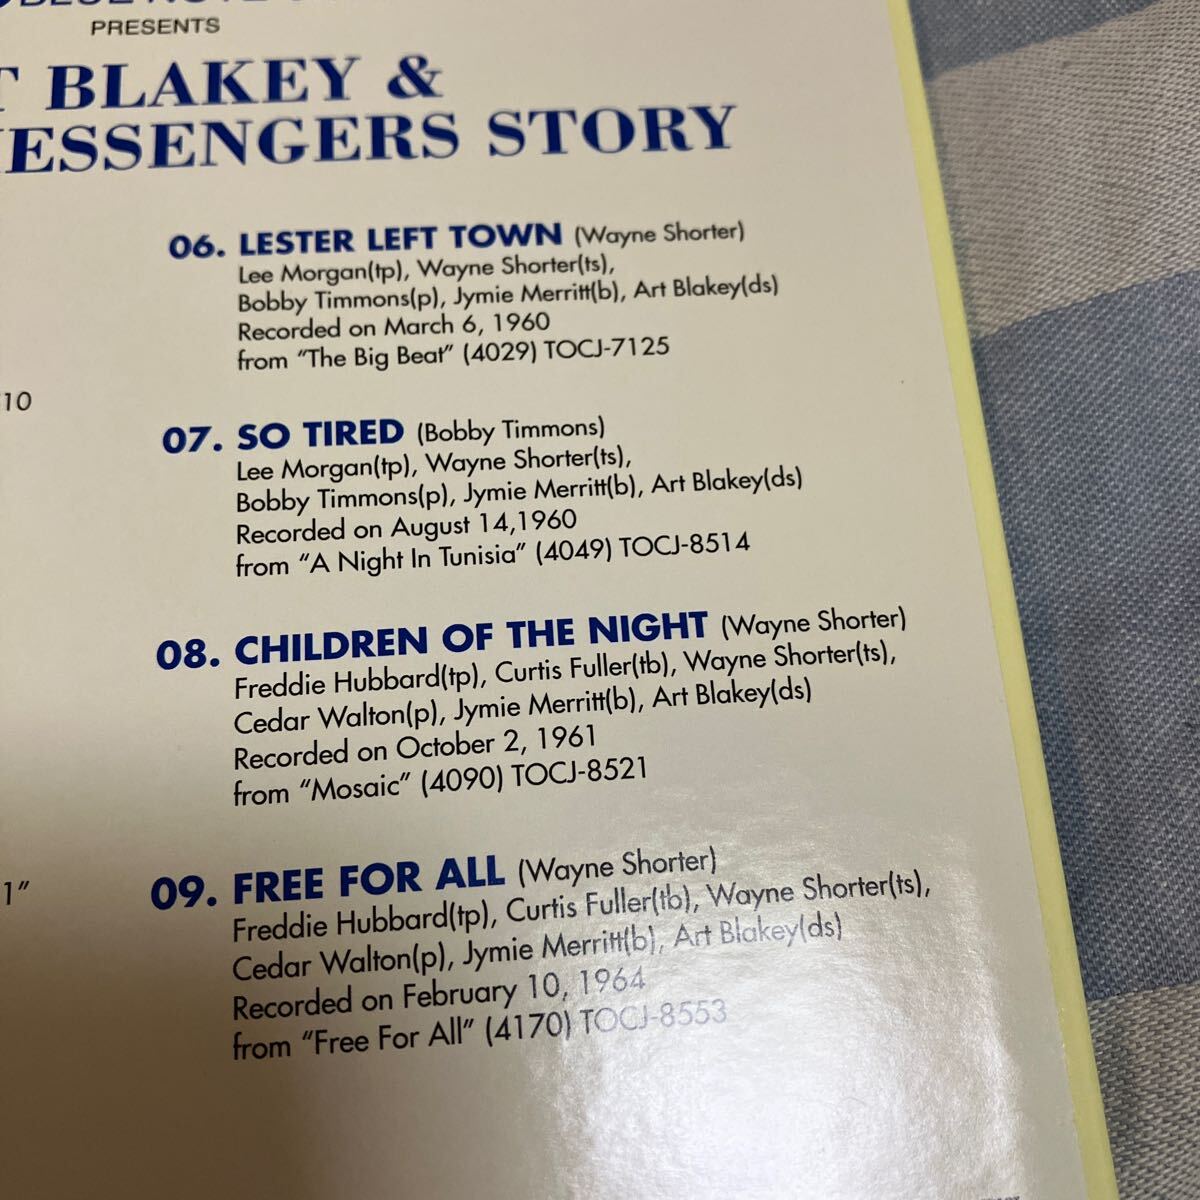 PRESENTS
T BLAKEY &
MESSENGERS STORY
06. LESTER LEFT TOWN (Wayne Shorter)
Lee Morgan(tp), Wayne Shorter(ts),
Bobby Timmons(p), Jymie Merritt(b), Art Blakey(ds)
Recorded on March 6, 1960
from "The Big Beat" (4029) TOCJ-7125
10
07. SO TIRED (Bobby Timmons)
Lee Morgan(tp), Wayne Shorter(ts),
Bobby Timmons(p), Jymie Merritt(b), Art Blakey(ds)
Recorded on August 14,1960
from "A Night In Tunisia" (4049) TOCJ-8514
08. CHILDREN OF THE NIGHT (Wayne Shorter)
Freddie Hubbard(tp), Curtis Fuller(tb), Wayne Shorter(ts),
Cedar Walton(p), Jymie Merritt(b), Art Blakey(ds)
Recorded on October 2, 1961
from "Mosaic" (4090) TOCJ-8521
1"
09. FREE FOR ALL (Wayne Shorter)
Freddie Hubbard(tp), Curtis Fuller(tb), Wayne Shorter(ts),
Cedar Walton(p), Jymie Merritt(b), Art Blakey(ds)
Recorded on February 10, 1964
from "Free For All" (4170) TOCJ-8553